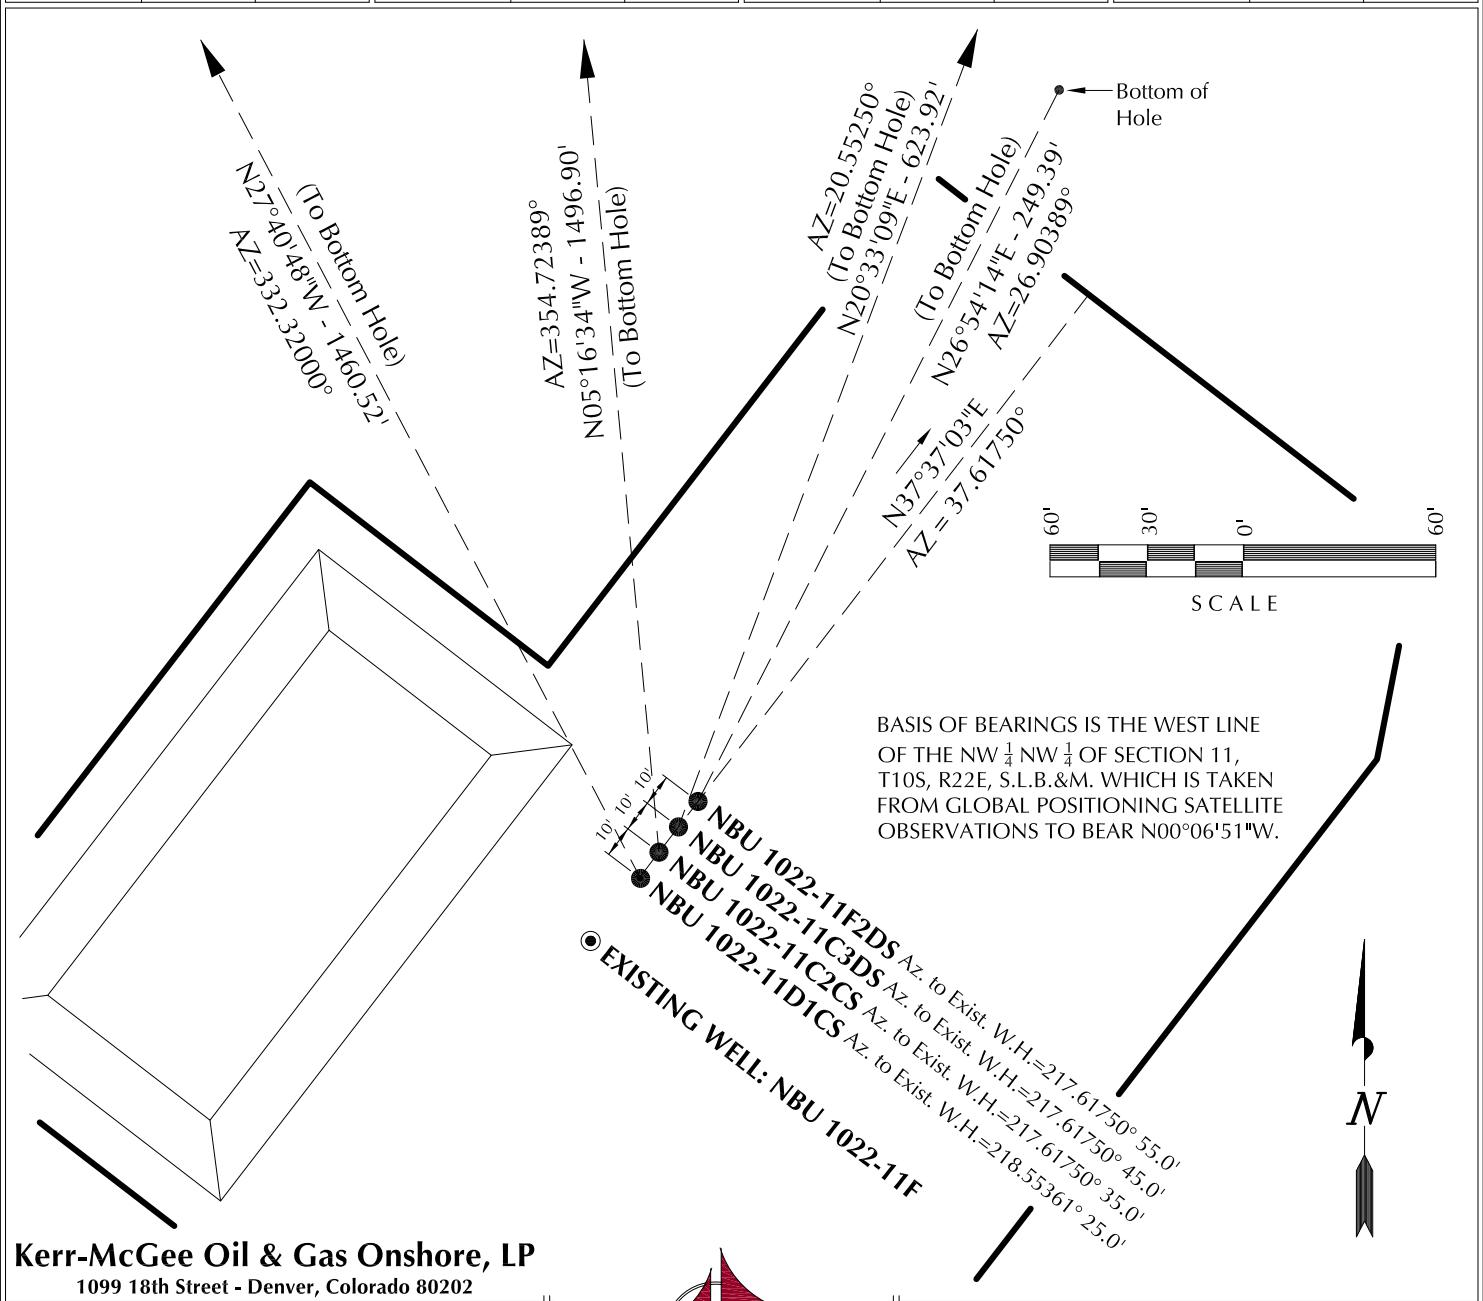 Bottom of
Hole
(To Bottom Hole)
N27°40'48"W - 1460.52'
AZ=332.32000°
AZ=354.72389°
N05°16'34"W - 1496.90'
(To Bottom Hole)
AZ=20.55250°
(To Bottom Hole)
N20°33'09"E - 623.92'
(To Bottom Hole)
N26°54'14"E - 249.39'
AZ=26.90389°
N37°37'03"E
AZ = 37.61750°
60' 30' 0' 60'
SCALE
BASIS OF BEARINGS IS THE WEST LINE
OF THE NW 1/4 NW 1/4 OF SECTION 11,
T10S, R22E, S.L.B.&M. WHICH IS TAKEN
FROM GLOBAL POSITIONING SATELLITE
OBSERVATIONS TO BEAR N00°06'51"W.
10' 10' 10'
NBU 1022-11F2DS Az. to Exist. W.H.=217.61750° 55.0'
NBU 1022-11C3DS Az. to Exist. W.H.=217.61750° 45.0'
NBU 1022-11C2CS Az. to Exist. W.H.=217.61750° 35.0'
NBU 1022-11D1CS Az. to Exist. W.H.=218.55361° 25.0'
EXISTING WELL: NBU 1022-11F
N
Kerr-McGee Oil & Gas Onshore, LP
1099 18th Street - Denver, Colorado 80202